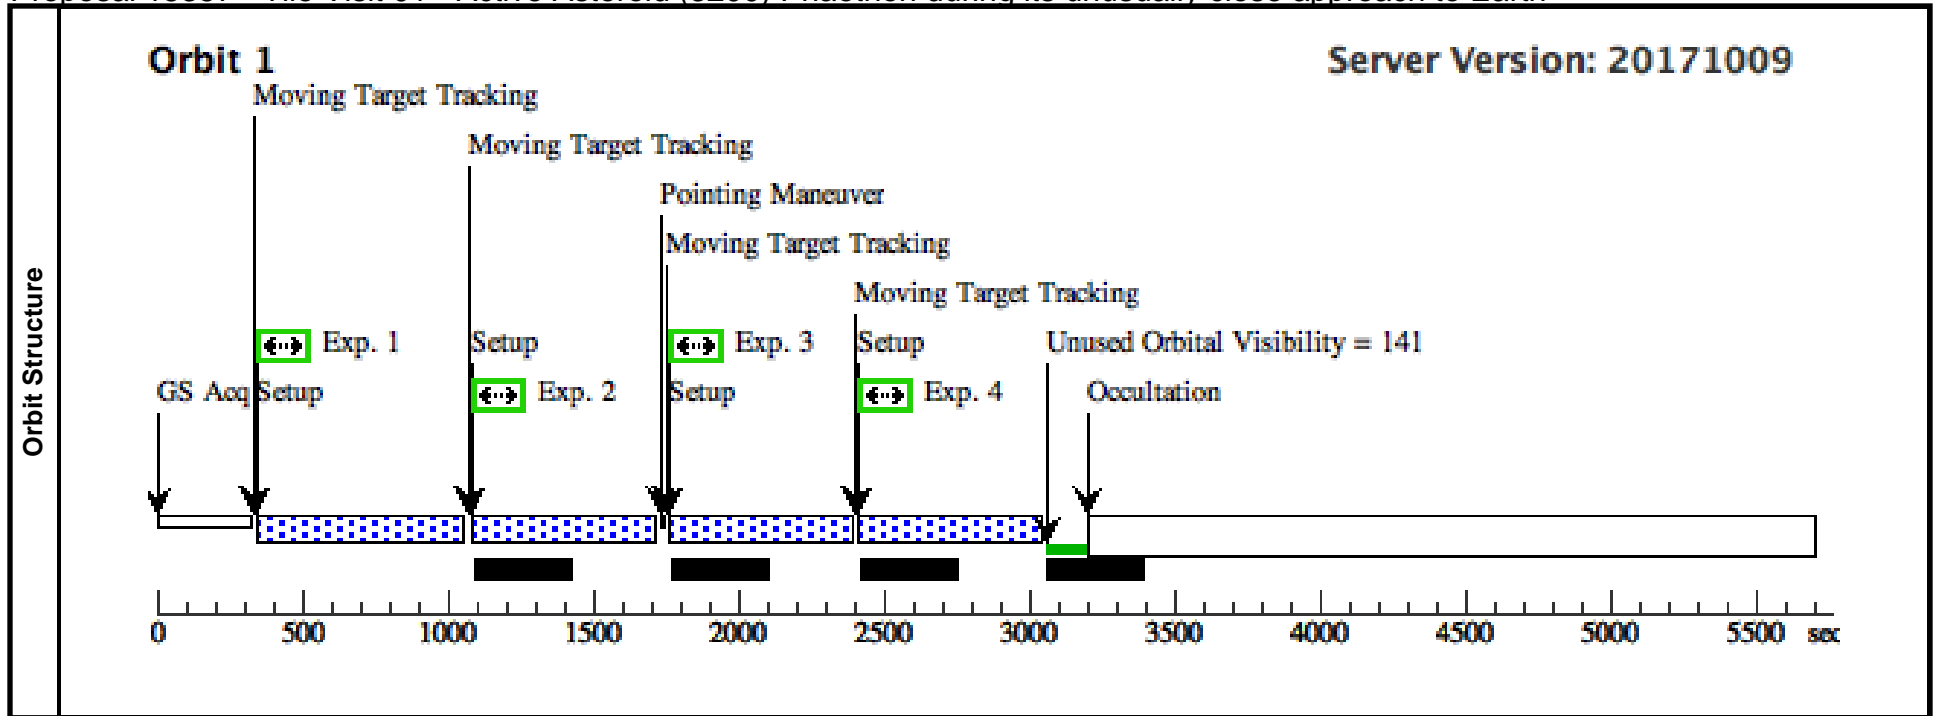 Orbit 1
Server Version: 20171009
Moving Target Tracking
Moving Target Tracking
Pointing Maneuver
Moving Target Tracking
Moving Target Tracking
Exp. 1
Setup
Exp. 3
Setup
Unused Orbital Visibility = 141
GS Acq
Setup
Exp. 2
Setup
Exp. 4
Occultation
Orbit Structure
0 500 1000 1500 2000 2500 3000 3500 4000 4500 5000 5500 sec